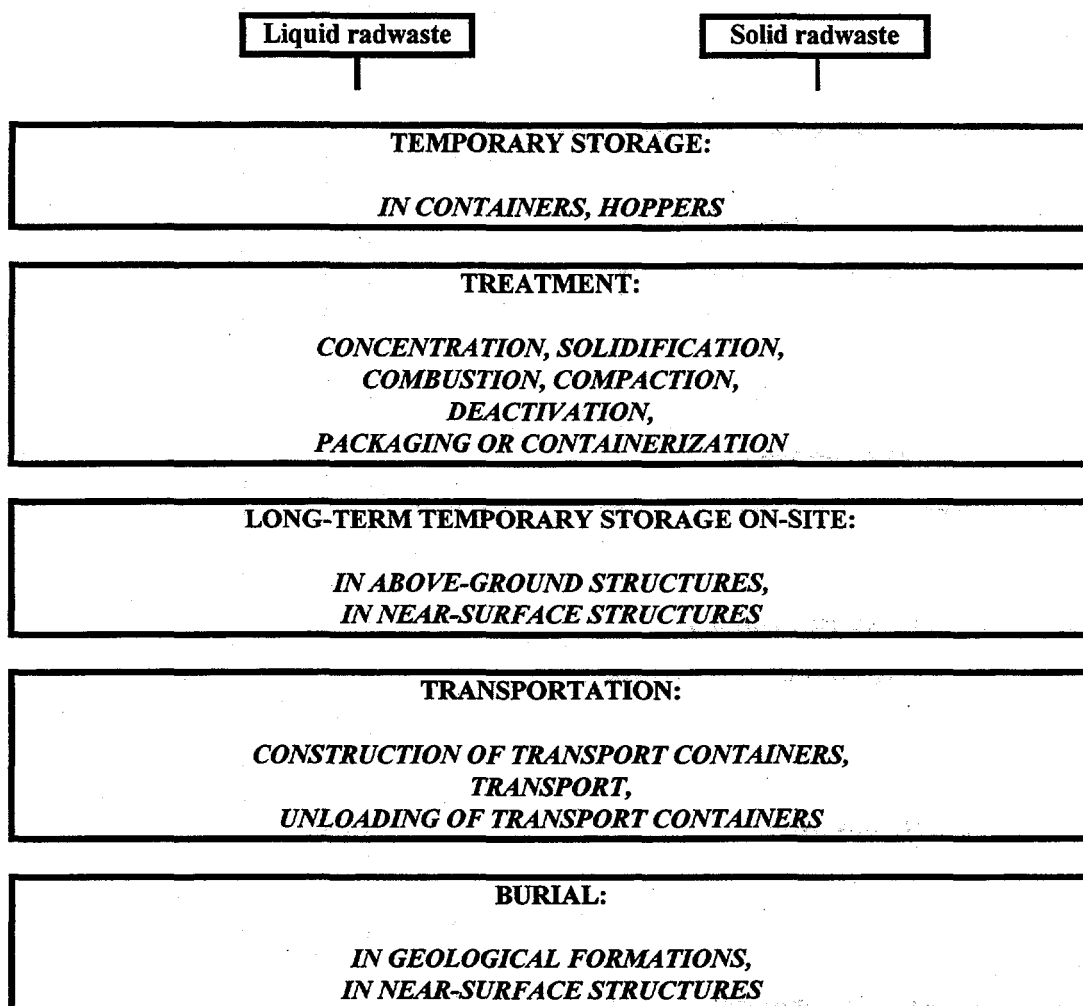 Liquid radwaste
Solid radwaste
TEMPORARY STORAGE:
IN CONTAINERS, HOPPERS
TREATMENT:
CONCENTRATION, SOLIDIFICATION,
COMBUSTION, COMPACTION,
DEACTIVATION,
PACKAGING OR CONTAINERIZATION
LONG-TERM TEMPORARY STORAGE ON-SITE:
IN ABOVE-GROUND STRUCTURES,
IN NEAR-SURFACE STRUCTURES
TRANSPORTATION:
CONSTRUCTION OF TRANSPORT CONTAINERS,
TRANSPORT,
UNLOADING OF TRANSPORT CONTAINERS
BURIAL:
IN GEOLOGICAL FORMATIONS,
IN NEAR-SURFACE STRUCTURES